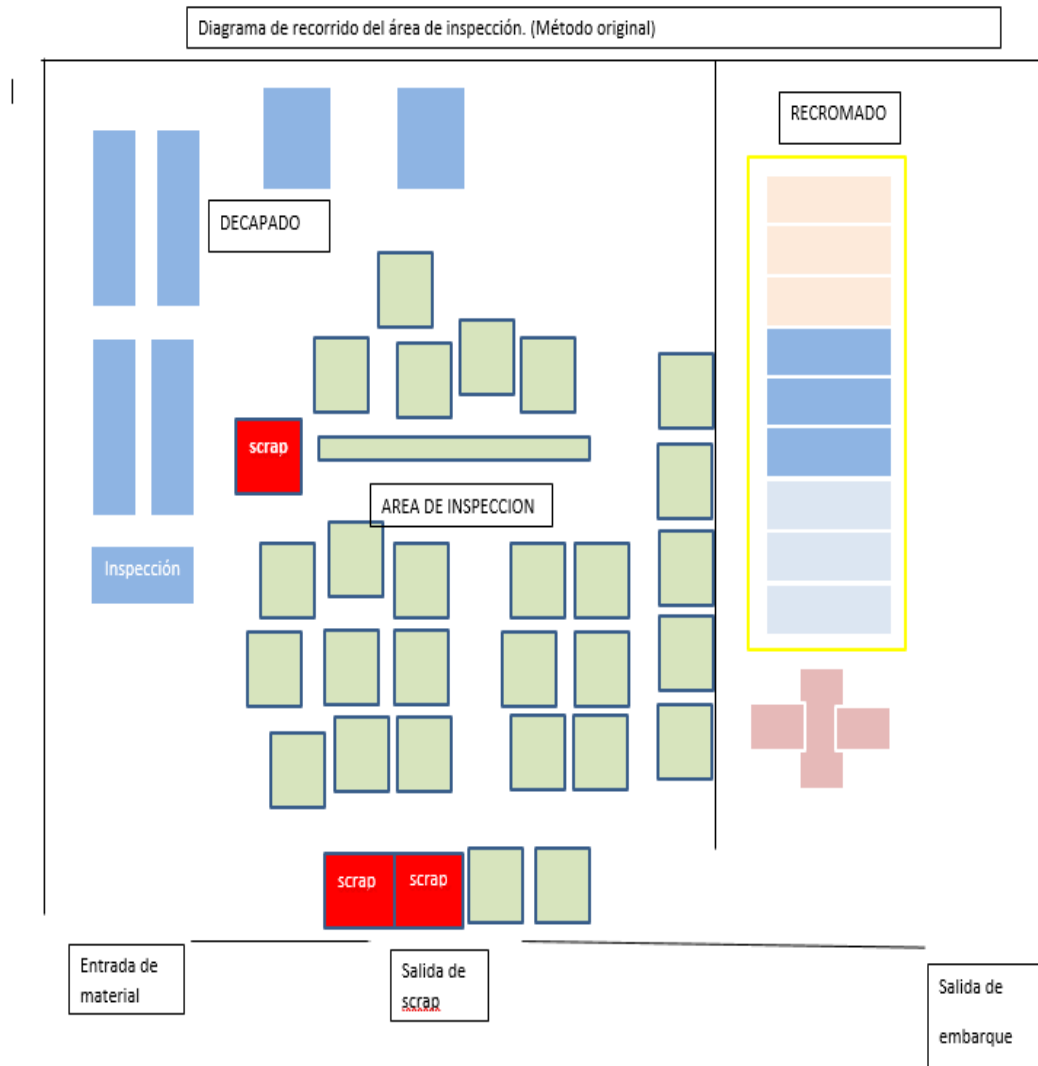 Diagrama de recorrido del área de inspección. (Método original)
RECROMADO
DECAPADO
scrap
AREA DE INSPECCION
Inspección
scrap
scrap
Entrada de
material
Salida de
scrap
Salida de
embarque